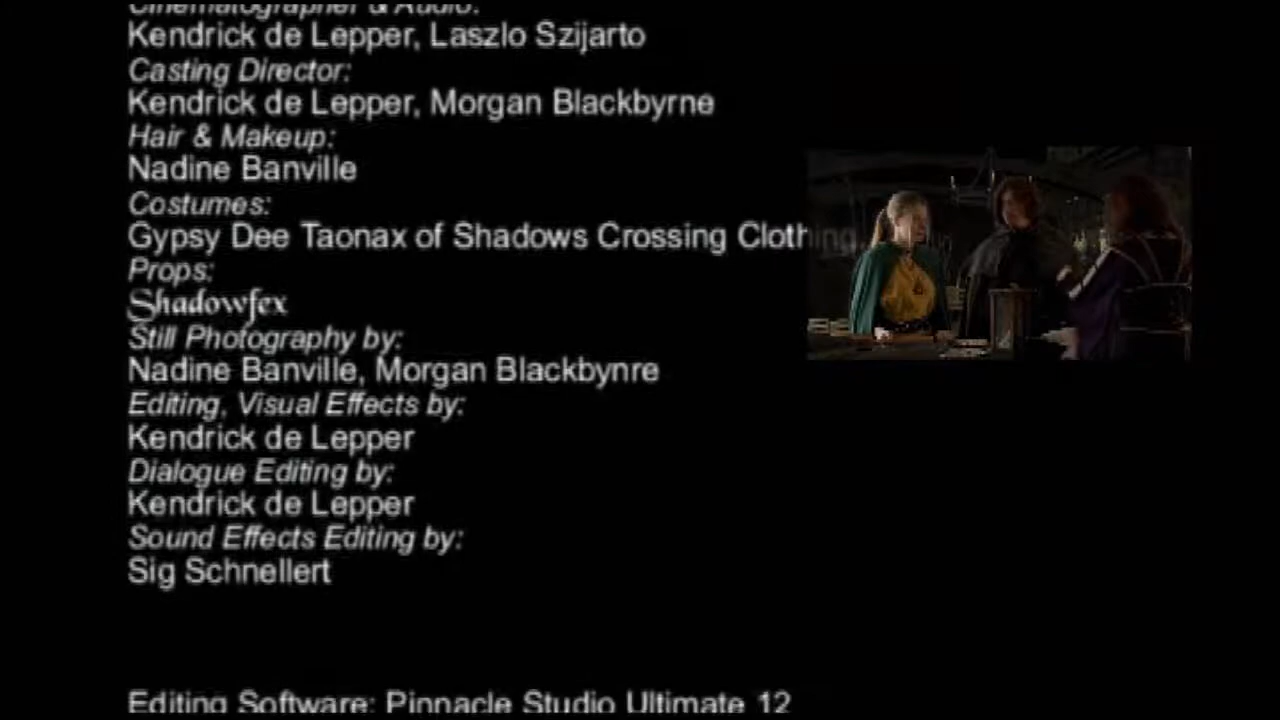 Cinematographer & Audio:
Kendrick de Lepper, Laszlo Szijarto
Casting Director:
Kendrick de Lepper, Morgan Blackbyrne
Hair & Makeup:
Nadine Banville
Costumes:
Gypsy Dee Taonax of Shadows Crossing Clothing
Props:
Shadowfex
Still Photography by:
Nadine Banville, Morgan Blackbynre
Editing, Visual Effects by:
Kendrick de Lepper
Dialogue Editing by:
Kendrick de Lepper
Sound Effects Editing by:
Sig Schnellert
Editing Software: Pinnacle Studio Ultimate 12